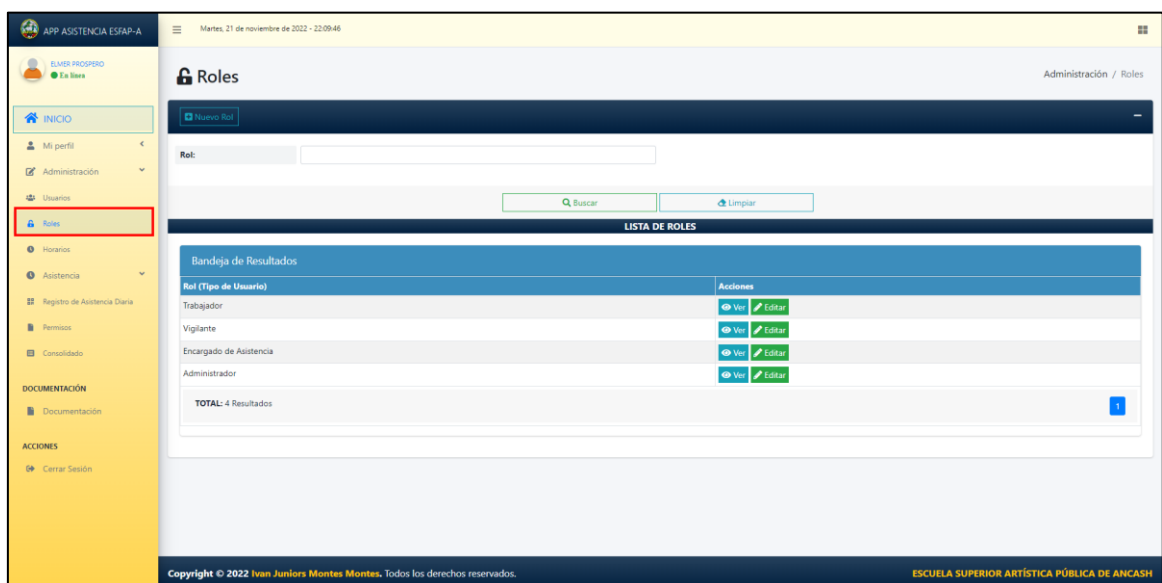 APP ASISTENCIA ESFAP-A
Martes, 21 de noviembre de 2022 - 22:09:46
ELMER PROSPERO
En línea
INICIO
Mi perfil
Administración
Usuarios
Roles
Horarios
Asistencia
Registro de Asistencia Diaria
Permisos
Consolidado
DOCUMENTACIÓN
Documentación
ACCIONES
Cerrar Sesión
Roles
Administración / Roles
Nuevo Rol
Rol:
Buscar
Limpiar
LISTA DE ROLES
Bandeja de Resultados
Rol (Tipo de Usuario) Acciones
Trabajador Ver Editar
Vigilante Ver Editar
Encargado de Asistencia Ver Editar
Administrador Ver Editar
TOTAL: 4 Resultados 1
Copyright © 2022 Ivan Juniors Montes Montes. Todos los derechos reservados.
ESCUELA SUPERIOR ARTÍSTICA PÚBLICA DE ANCASH